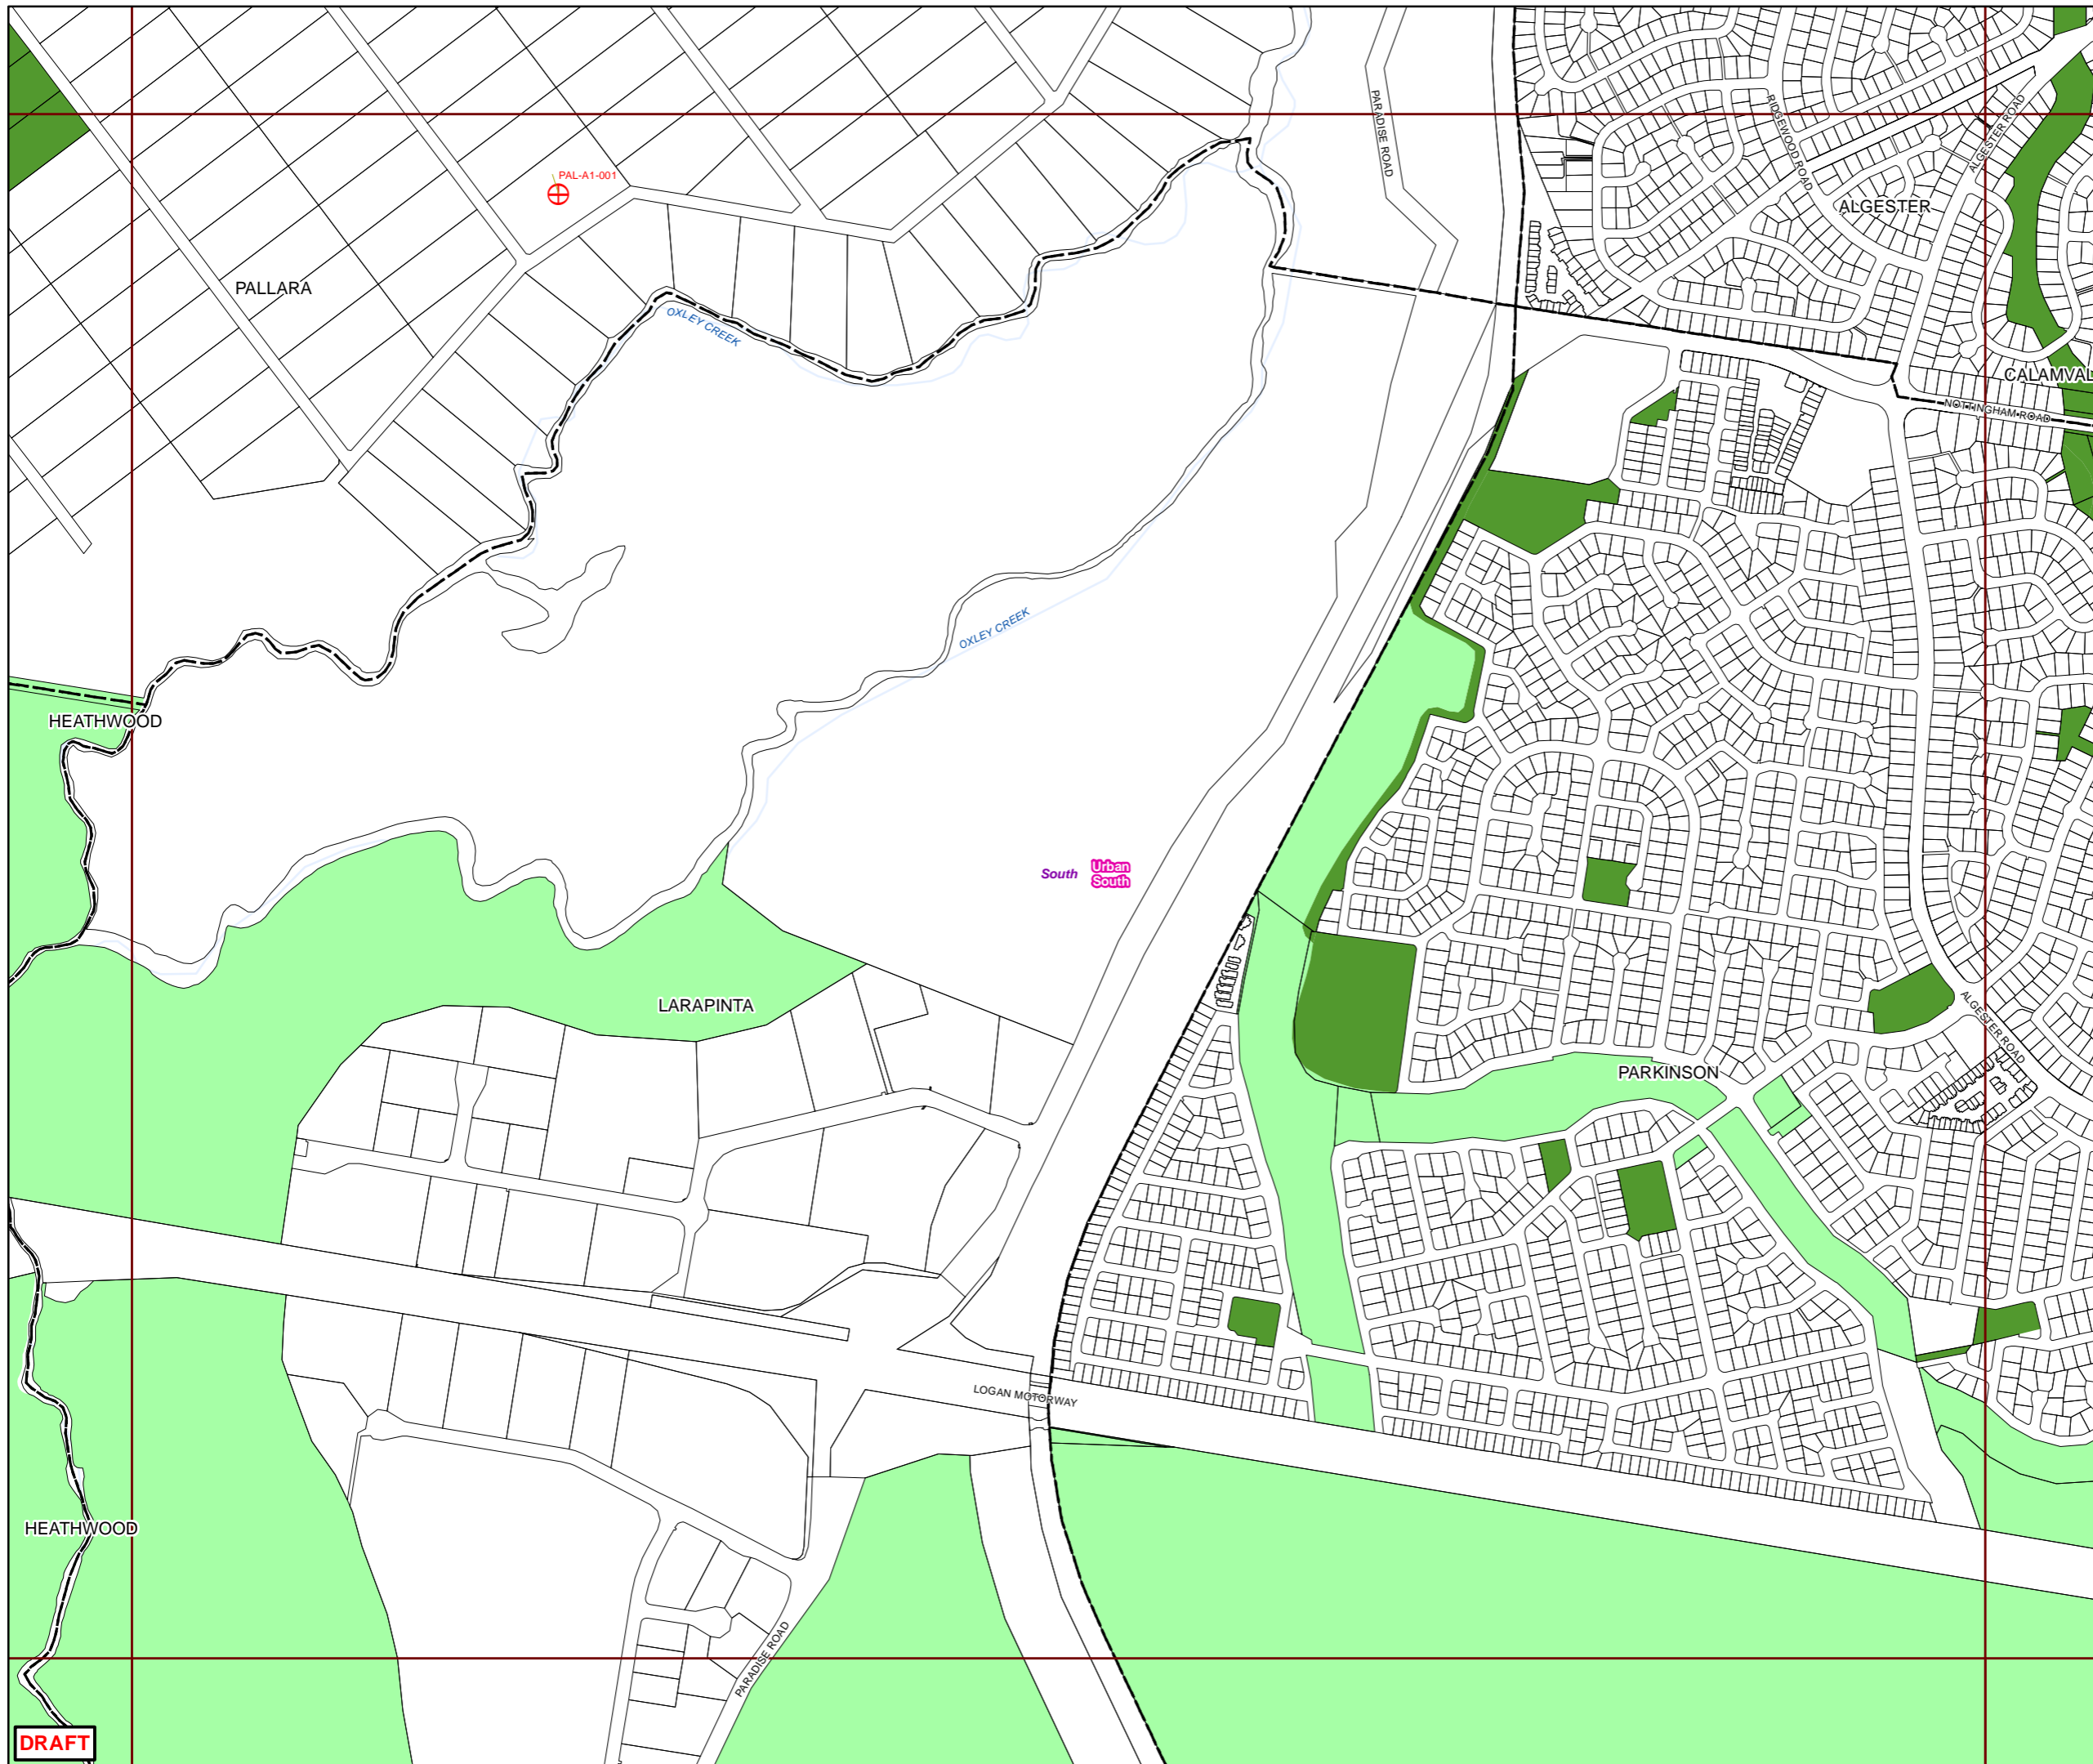 PARADISE ROAD
RIDGEWOOD ROAD
ALGESTER ROAD
PAL-A1-001
ALGESTER
PALLARA
OXLEY CREEK
CALAMVAL
NOTTINGHAM ROAD
OXLEY CREEK
HEATHWOOD
South
Urban
South
LARAPINTA
ALGESTER ROAD
PARKINSON
LOGAN MOTORWAY
HEATHWOOD
PARADISE ROAD
DRAFT